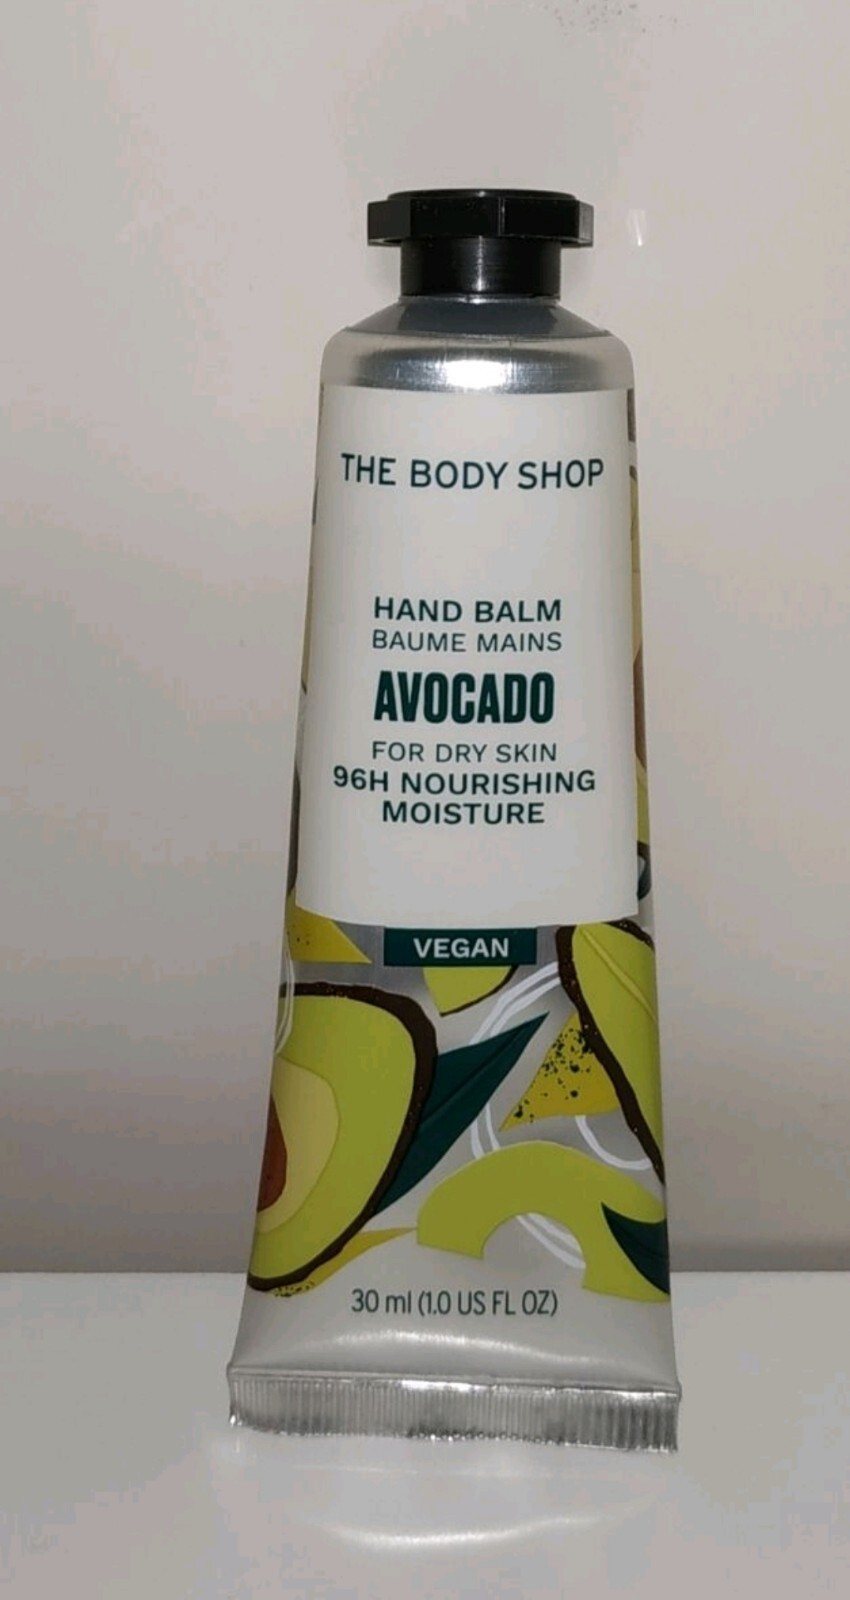 THE BODY SHOP
HAND BALM
BAUME MAINS
AVOCADO
FOR DRY SKIN
96H NOURISHING
MOISTURE
VEGAN
30 ml (1.0 US FL OZ)